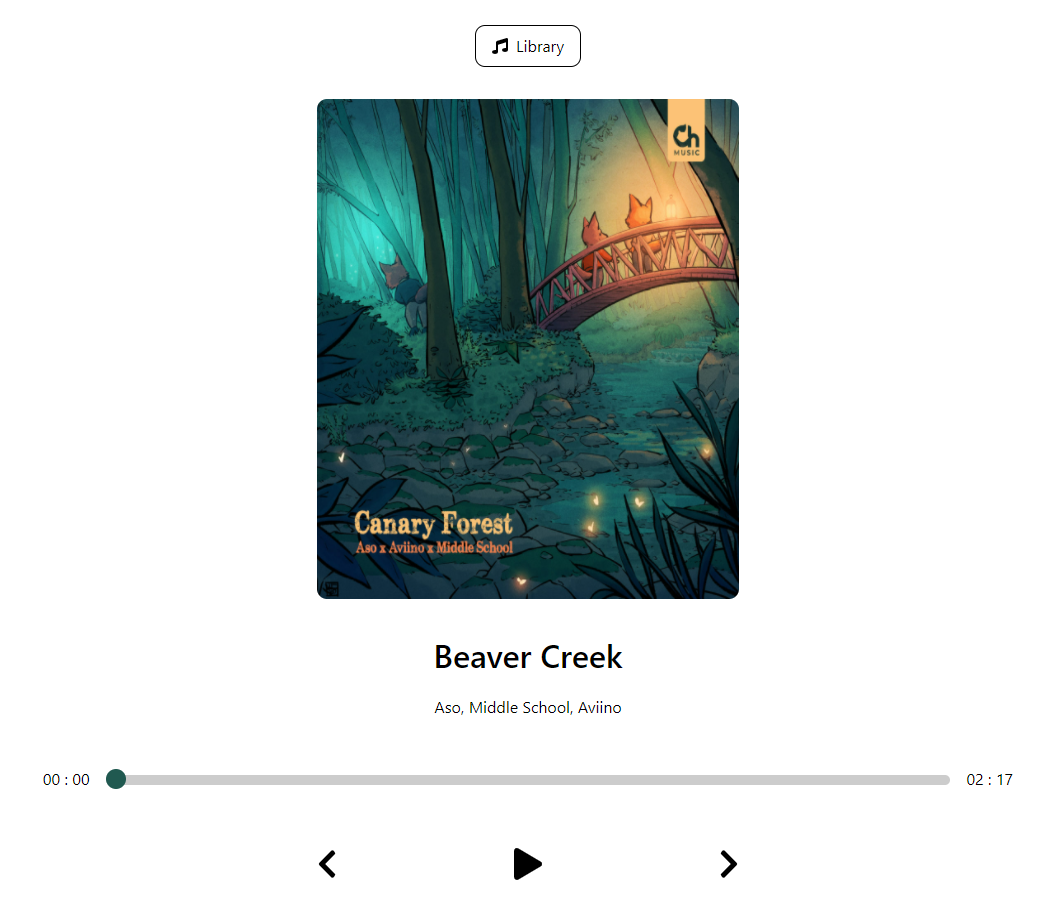 Library
Ch
MUSIC
Canary Forest
Aso x Aviino x Middle School
Beaver Creek
Aso, Middle School, Aviino
00 : 00
02 : 17